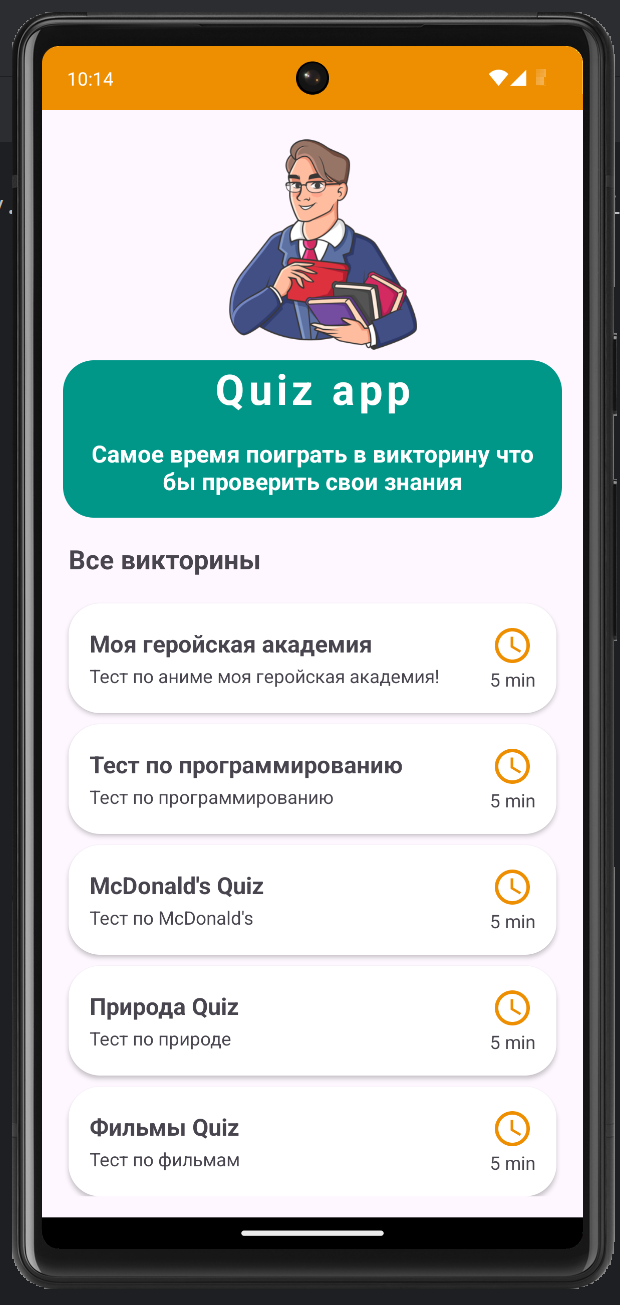 10:14
Quiz app
Самое время поиграть в викторину что
бы проверить свои знания
Все викторины
Моя геройская академия
Тест по аниме моя геройская академия!
5 min
Тест по программированию
Тест по программированию
5 min
McDonald's Quiz
Тест по McDonald's
5 min
Природа Quiz
Тест по природе
5 min
Фильмы Quiz
Тест по фильмам
5 min